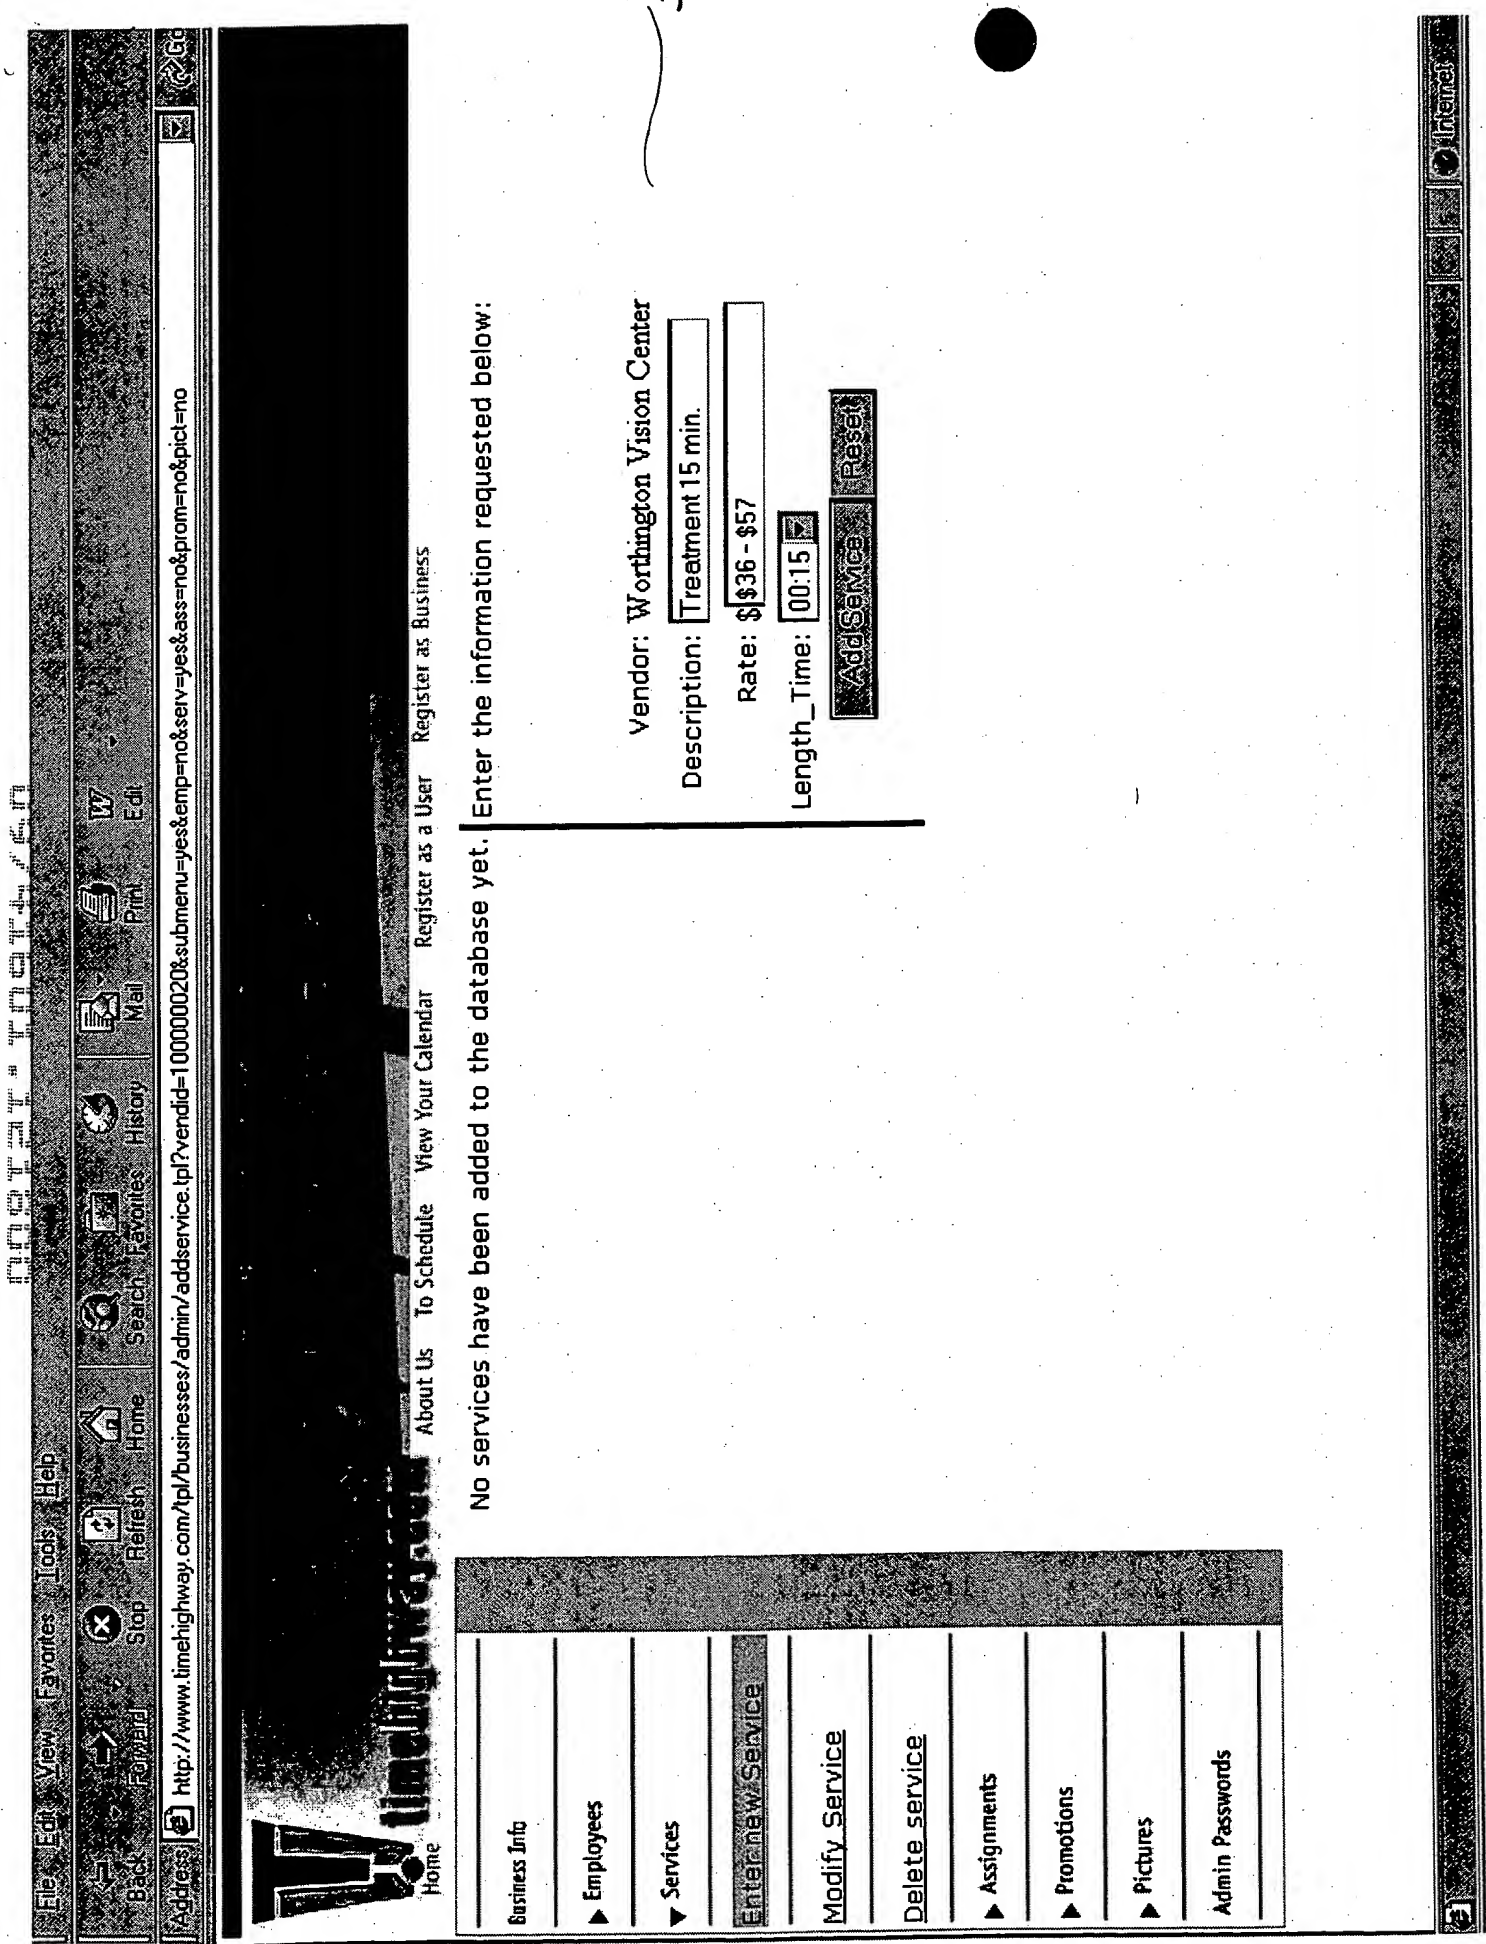 File Edit View Favorites Tools Help
Back Forward Stop Refresh Home Search Favorites History Mail Print Edit
Address http://www.timehighway.com/tpl/businesses/admin/addservice.tpl?vendid=10000020&submenu=yes&emp=no&serv=yes&ass=no&prom=no&pict=no Go
timehighway.com
Home About Us To Schedule View Your Calendar Register as a User Register as Business
Business Info
▶ Employees
▼ Services
Enter new Service
Modify Service
Delete service
▶ Assignments
▶ Promotions
▶ Pictures
Admin Passwords
No services have been added to the database yet.
Enter the information requested below:
Vendor: Worthington Vision Center
Description: Treatment 15 min.
Rate: $ $36 - $57
Length_Time: 00:15
Add Service Reset
Internet